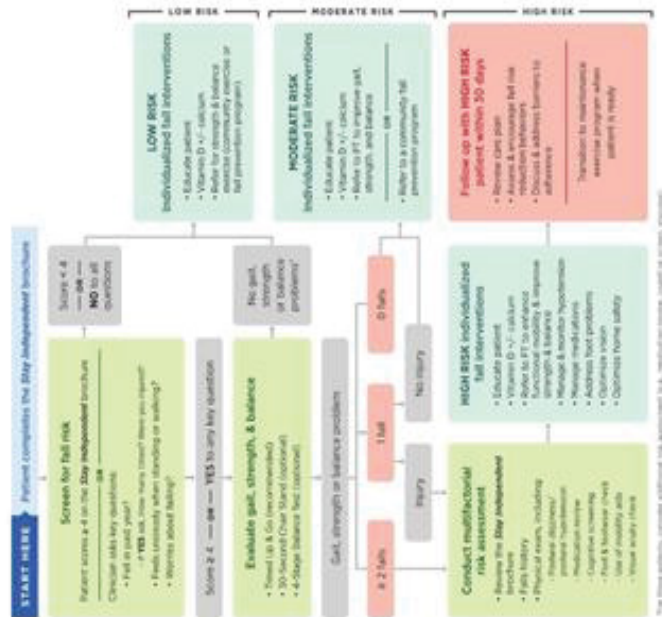 START HERE
Patient completes the Stay Independent brochure
Screen for fall risk
Patient scores ≥ 4 on the Stay Independent brochure
OR
Clinician asks key questions:
• Fall in past year?
If YES ask, How many times? Were you injured?
• Feels unsteady when standing or walking?
• Worries about falling?
Score < 4
OR
NO to all
questions
Score ≥ 4 — OR — YES to any key question
Evaluate gait, strength, & balance
• Timed Up & Go (recommended)
• 30-Second Chair Stand (optional)
• 4-Stage Balance Test (optional)
No gait,
strength
or balance
problems
Gait, strength or balance problem
≥ 2 falls
1 fall
0 falls
Injury
No injury
Conduct multifactorial
risk assessment
• Review the Stay Independent
brochure
• Falls history
• Physical exam, including:
Postural dizziness/
postural hypotension
Medication review
Cognitive screening
Foot & footwear check
Use of mobility aids
Visual acuity check
LOW RISK
LOW RISK
Individualized fall interventions
• Educate patient
• Vitamin D +/- calcium
• Refer for strength & balance
exercise (community exercise or
fall prevention program)
MODERATE RISK
MODERATE RISK
Individualized fall interventions
• Educate patient
• Vitamin D +/- calcium
• Refer to PT to improve gait,
strength, and balance
OR
• Refer to a community fall
prevention program
HIGH RISK
HIGH RISK individualized
fall interventions
• Educate patient
• Vitamin D +/- calcium
• Refer to PT to enhance
functional mobility & improve
strength & balance
• Manage & monitor hypotension
• Manage medications
• Address foot problems
• Optimize vision
• Optimize home safety
Follow up with HIGH RISK
patient within 30 days
• Review care plan
• Assess & encourage fall risk
reduction behaviors
• Discuss & address barriers to
adherence
Transition to maintenance
exercise program when
patient is ready